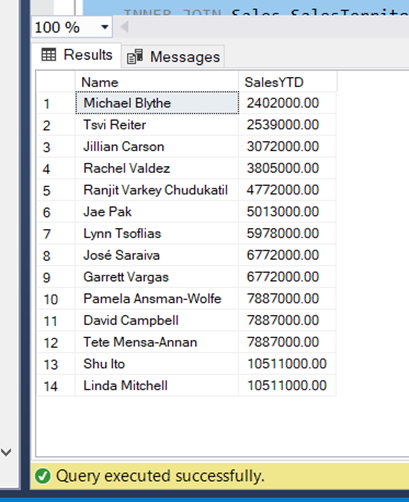 INNER JOIN Sales.SalesTerrito
100 %
Results Messages
Name SalesYTD
1 Michael Blythe 2402000.00
2 Tsvi Reiter 2539000.00
3 Jillian Carson 3072000.00
4 Rachel Valdez 3805000.00
5 Ranjit Varkey Chudukatil 4772000.00
6 Jae Pak 5013000.00
7 Lynn Tsoflias 5978000.00
8 José Saraiva 6772000.00
9 Garrett Vargas 6772000.00
10 Pamela Ansman-Wolfe 7887000.00
11 David Campbell 7887000.00
12 Tete Mensa-Annan 7887000.00
13 Shu Ito 10511000.00
14 Linda Mitchell 10511000.00
Query executed successfully.